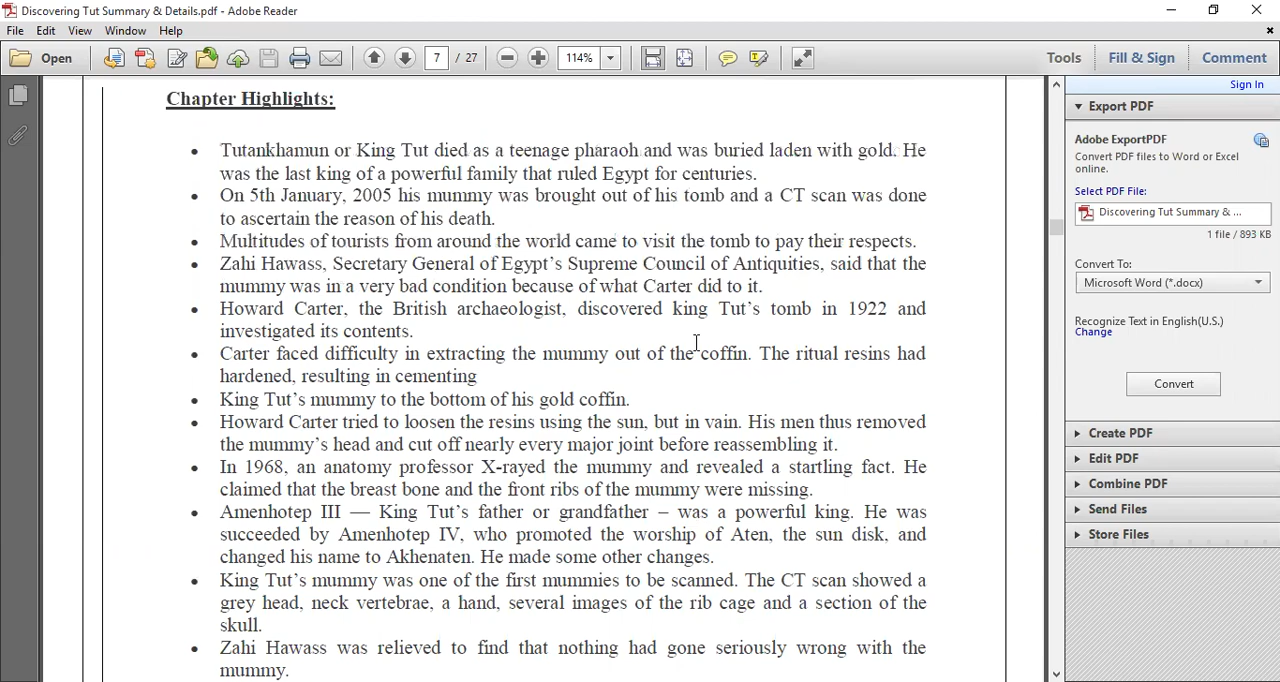 Discovering Tut Summary & Details.pdf - Adobe Reader
File Edit View Window Help
Open 7 / 27 114% Tools Fill & Sign Comment
Sign In
Chapter Highlights:
• Tutankhamun or King Tut died as a teenage pharaoh and was buried laden with gold. He
was the last king of a powerful family that ruled Egypt for centuries.
• On 5th January, 2005 his mummy was brought out of his tomb and a CT scan was done
to ascertain the reason of his death.
• Multitudes of tourists from around the world came to visit the tomb to pay their respects.
• Zahi Hawass, Secretary General of Egypt’s Supreme Council of Antiquities, said that the
mummy was in a very bad condition because of what Carter did to it.
• Howard Carter, the British archaeologist, discovered king Tut’s tomb in 1922 and
investigated its contents.
• Carter faced difficulty in extracting the mummy out of the coffin. The ritual resins had
hardened, resulting in cementing
• King Tut’s mummy to the bottom of his gold coffin.
• Howard Carter tried to loosen the resins using the sun, but in vain. His men thus removed
the mummy’s head and cut off nearly every major joint before reassembling it.
• In 1968, an anatomy professor X-rayed the mummy and revealed a startling fact. He
claimed that the breast bone and the front ribs of the mummy were missing.
• Amenhotep III — King Tut’s father or grandfather – was a powerful king. He was
succeeded by Amenhotep IV, who promoted the worship of Aten, the sun disk, and
changed his name to Akhenaten. He made some other changes.
• King Tut’s mummy was one of the first mummies to be scanned. The CT scan showed a
grey head, neck vertebrae, a hand, several images of the rib cage and a section of the
skull.
• Zahi Hawass was relieved to find that nothing had gone seriously wrong with the
mummy.
Export PDF
Adobe ExportPDF
Convert PDF files to Word or Excel
online.
Select PDF File:
Discovering Tut Summary & ...
1 file / 893 KB
Convert To:
Microsoft Word (*.docx)
Recognize Text in English(U.S.)
Change
Convert
Create PDF
Edit PDF
Combine PDF
Send Files
Store Files